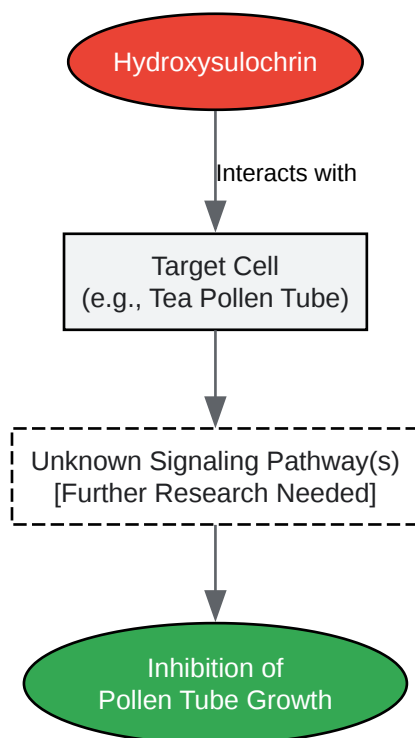 Hydroxysulochrin
Interacts with
Target Cell
(e.g., Tea Pollen Tube)
Unknown Signaling Pathway(s)
[Further Research Needed]
Inhibition of
Pollen Tube Growth